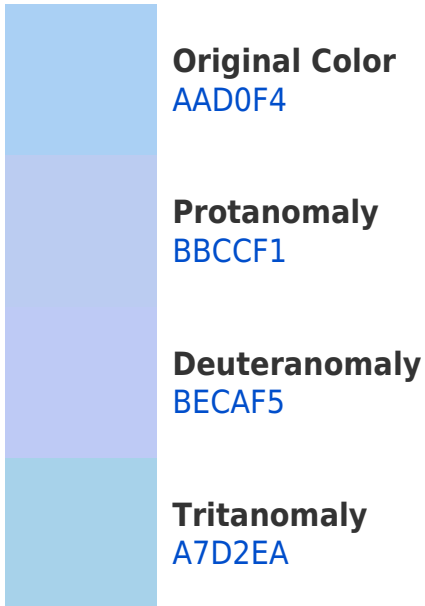 Original Color
AAD0F4
Protanomaly
BBCCF1
Deuteranomaly
BECAF5
Tritanomaly
A7D2EA